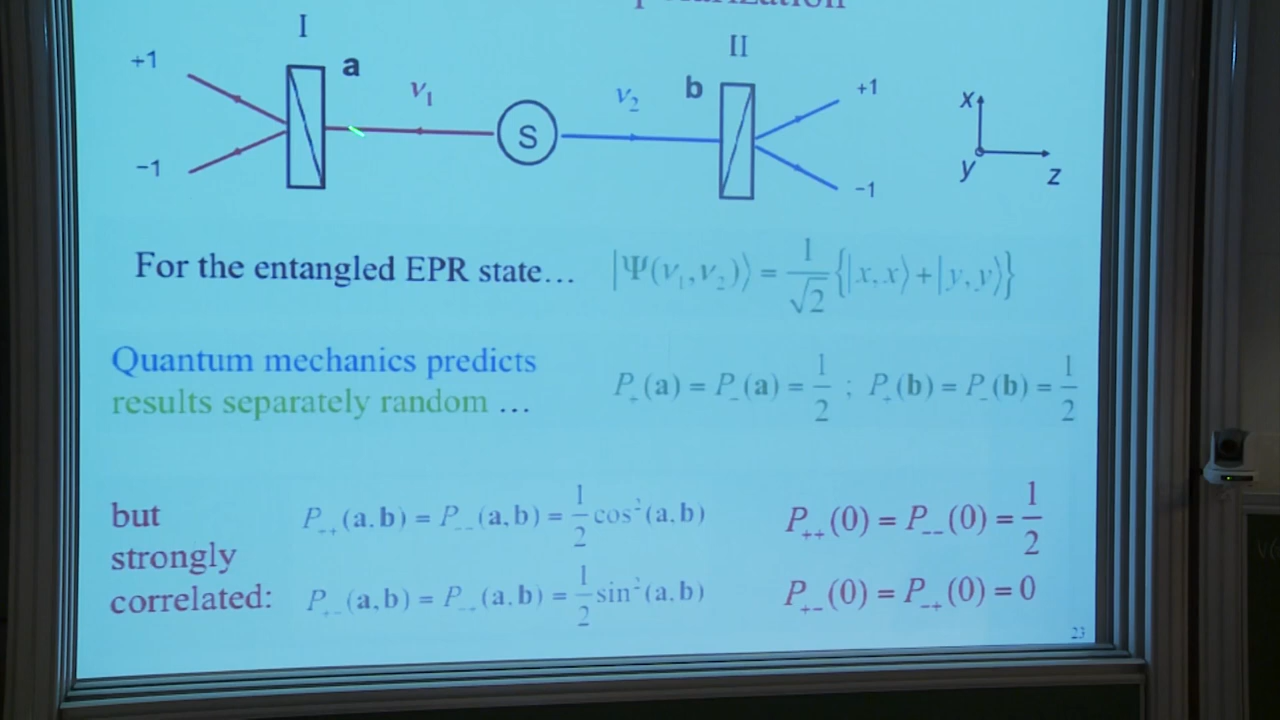 polarization
I
II
+1
a
ν₁
S
ν₂
b
+1
−1
−1
x
y
z
For the entangled EPR state… |Ψ(ν₁,ν₂)⟩ = 1/√2 {|x,x⟩+|y,y⟩}
Quantum mechanics predicts
results separately random … P₊(a) = P₋(a) = 1/2 ; P₊(b) = P₋(b) = 1/2
but
strongly
correlated:
P₊₊(a,b) = P₋₋(a,b) = 1/2 cos²(a,b)
P₊₋(a,b) = P₋₊(a,b) = 1/2 sin²(a,b)
P₊₊(0) = P₋₋(0) = 1/2
P₊₋(0) = P₋₊(0) = 0
23